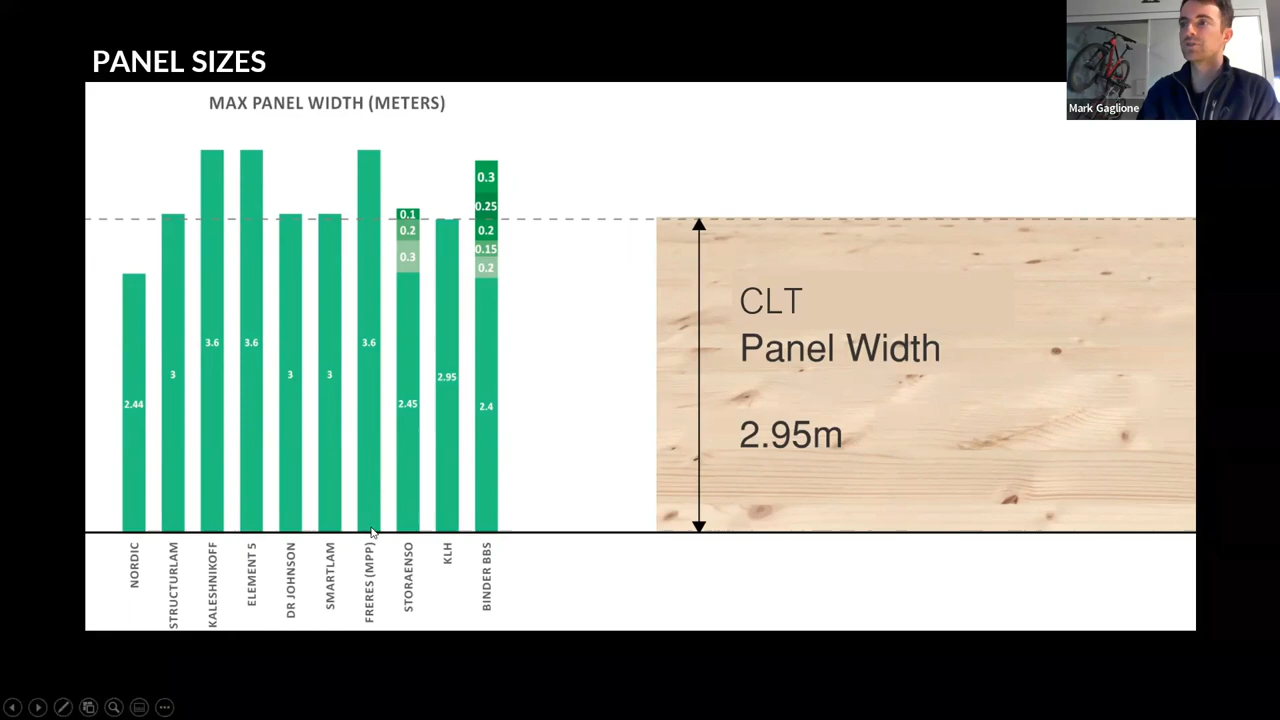 PANEL SIZES
Mark Gaglione
MAX PANEL WIDTH (METERS)
0.3
0.25
0.1
0.2
0.2
0.15
0.3
0.2
3.6
3.6
3.6
3
3
3
2.95
2.44
2.45
2.4
CLT
Panel Width
2.95m
NORDIC
STRUCTURLAM
KALESHNIKOFF
ELEMENT 5
DR JOHNSON
SMARTLAM
FRERES (MPP)
STORAENSO
KLH
BINDER BBS